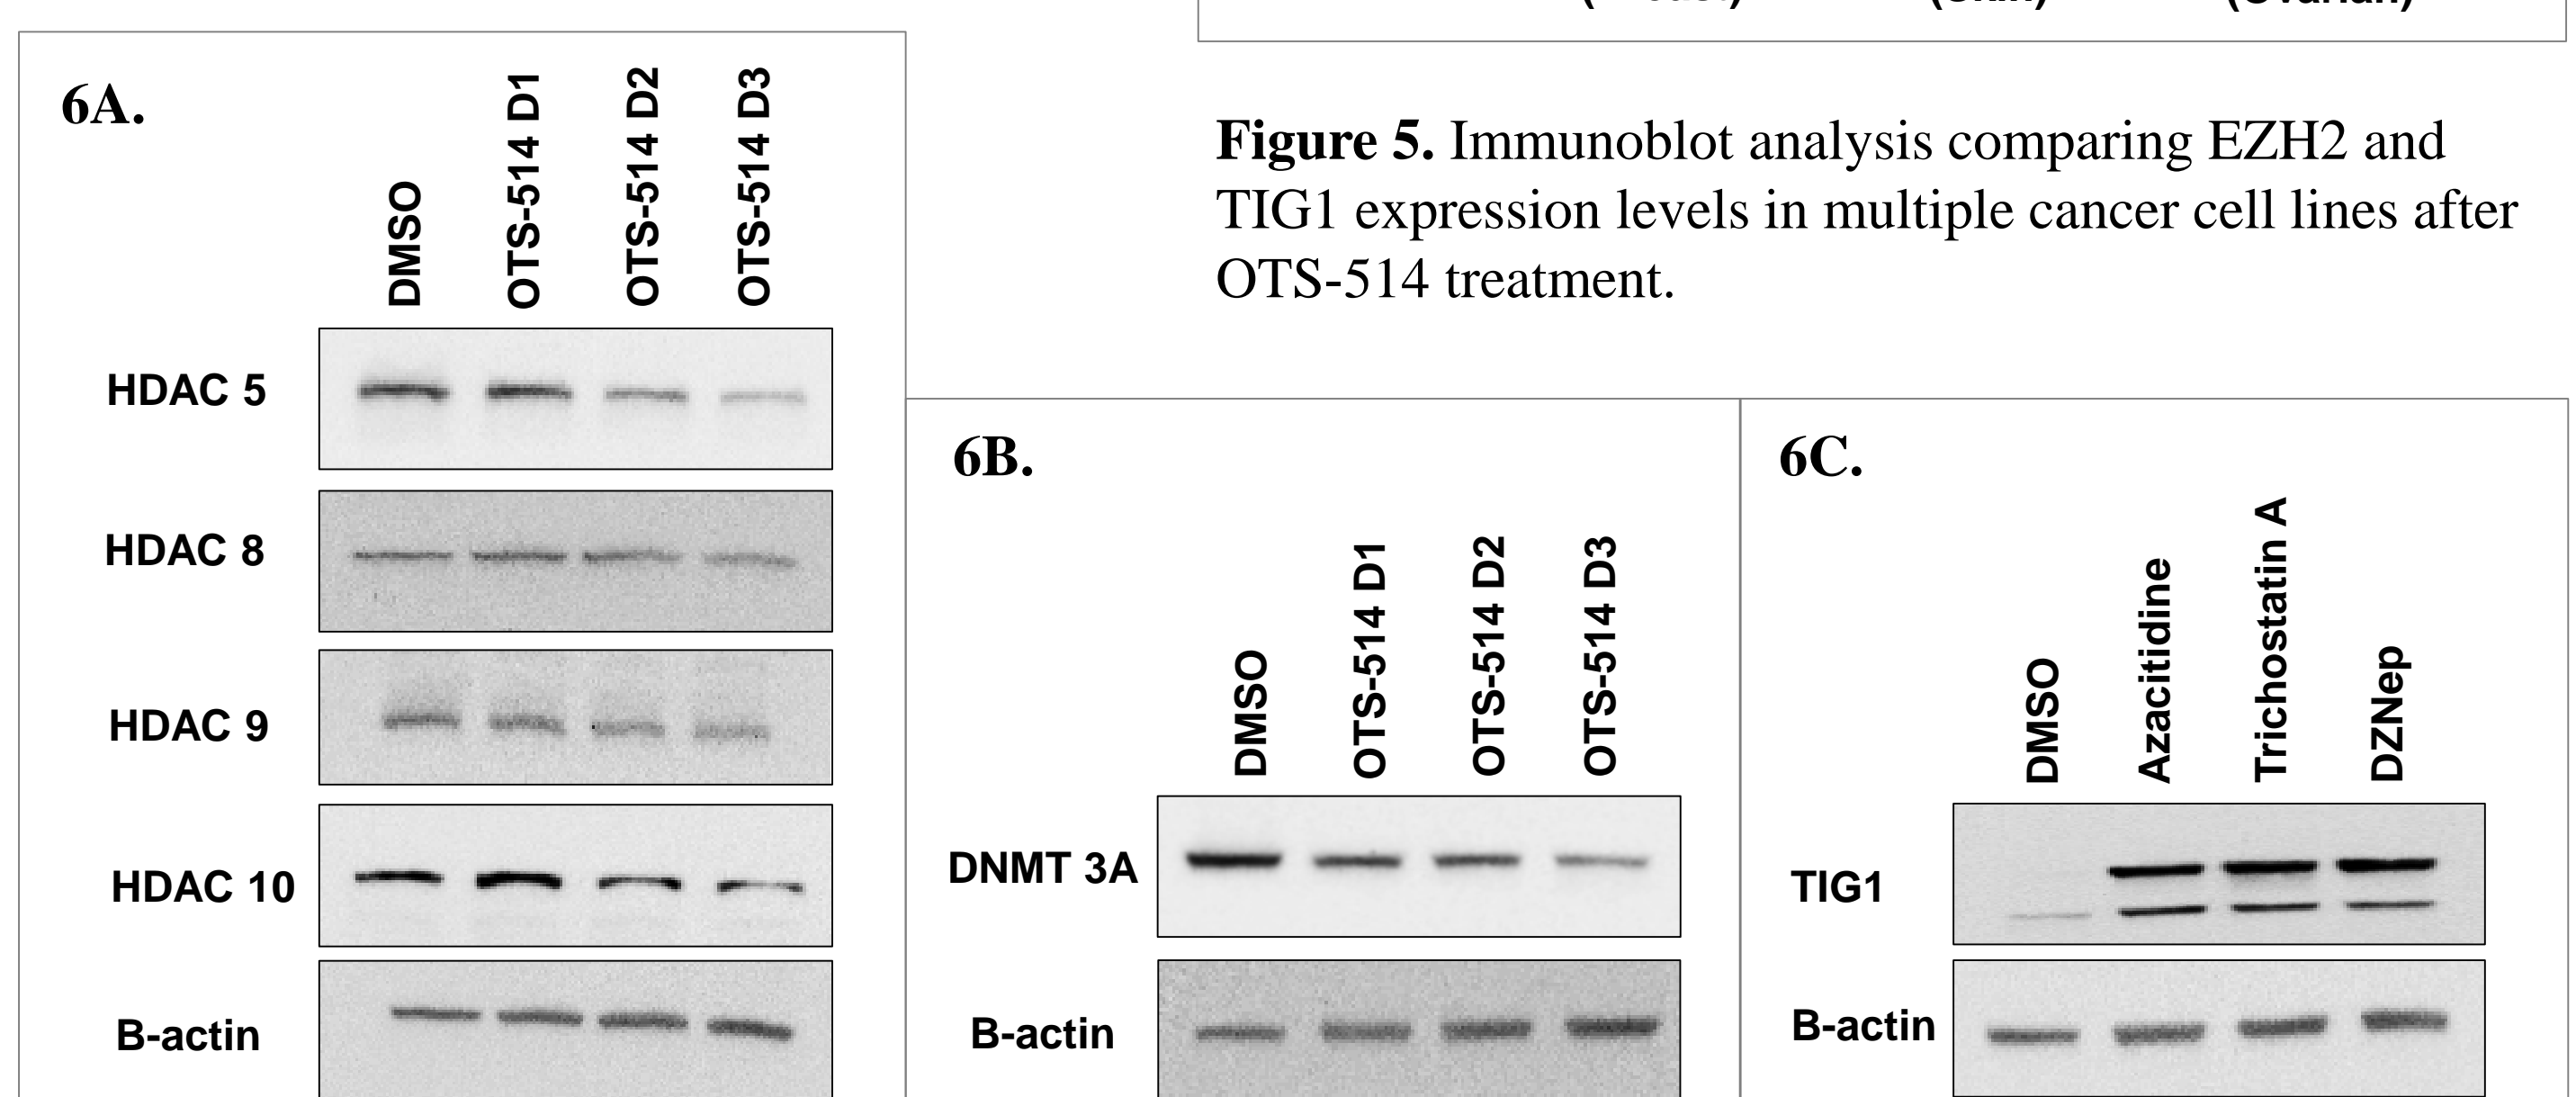 6A.
DMSO
OTS-514 D1
OTS-514 D2
OTS-514 D3
HDAC 5
HDAC 8
HDAC 9
HDAC 10
B-actin
Figure 5. Immunoblot analysis comparing EZH2 and
TIG1 expression levels in multiple cancer cell lines after
OTS-514 treatment.
6B.
DMSO
OTS-514 D1
OTS-514 D2
OTS-514 D3
DNMT 3A
B-actin
6C.
DMSO
Azacitidine
Trichostatin A
DZNep
TIG1
B-actin